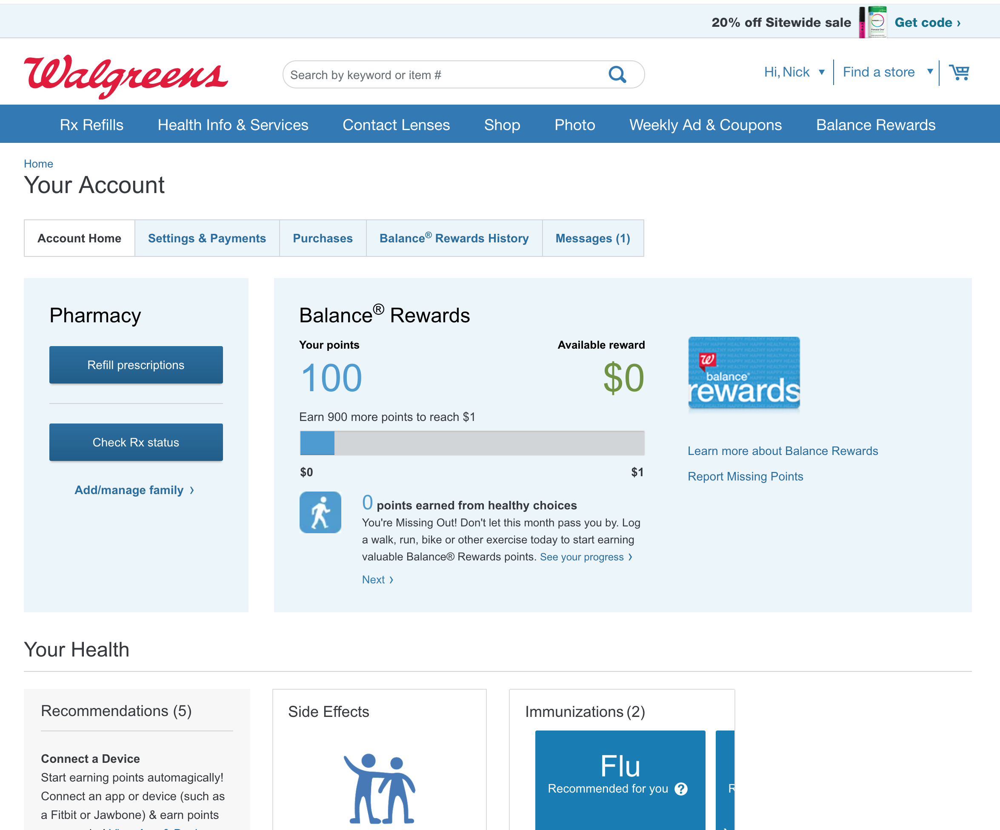 20% off Sitewide sale Get code ›
Walgreens
Search by keyword or item #
Hi, Nick ▼ Find a store ▼
Rx Refills Health Info & Services Contact Lenses Shop Photo Weekly Ad & Coupons Balance Rewards
Home
Your Account
Account Home Settings & Payments Purchases Balance® Rewards History Messages (1)
Pharmacy
Refill prescriptions
Check Rx status
Add/manage family ›
Balance® Rewards
Your points Available reward
100 $0
Earn 900 more points to reach $1
$0 $1
0 points earned from healthy choices
You're Missing Out! Don't let this month pass you by. Log
a walk, run, bike or other exercise today to start earning
valuable Balance® Rewards points. See your progress ›
Next ›
balance®
rewards
Learn more about Balance Rewards
Report Missing Points
Your Health
Recommendations (5)
Connect a Device
Start earning points automagically!
Connect an app or device (such as
a Fitbit or Jawbone) & earn points
Side Effects
Immunizations (2)
Flu
Recommended for you ?